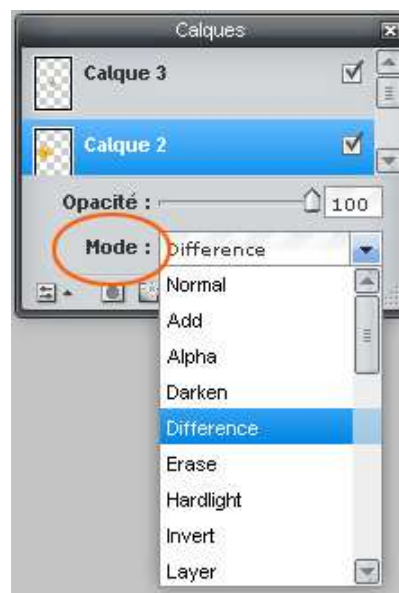 Calques
Calque 3
Calque 2
Opacité : 100
Mode : Difference
Normal
Add
Alpha
Darken
Difference
Erase
Hardlight
Invert
Layer